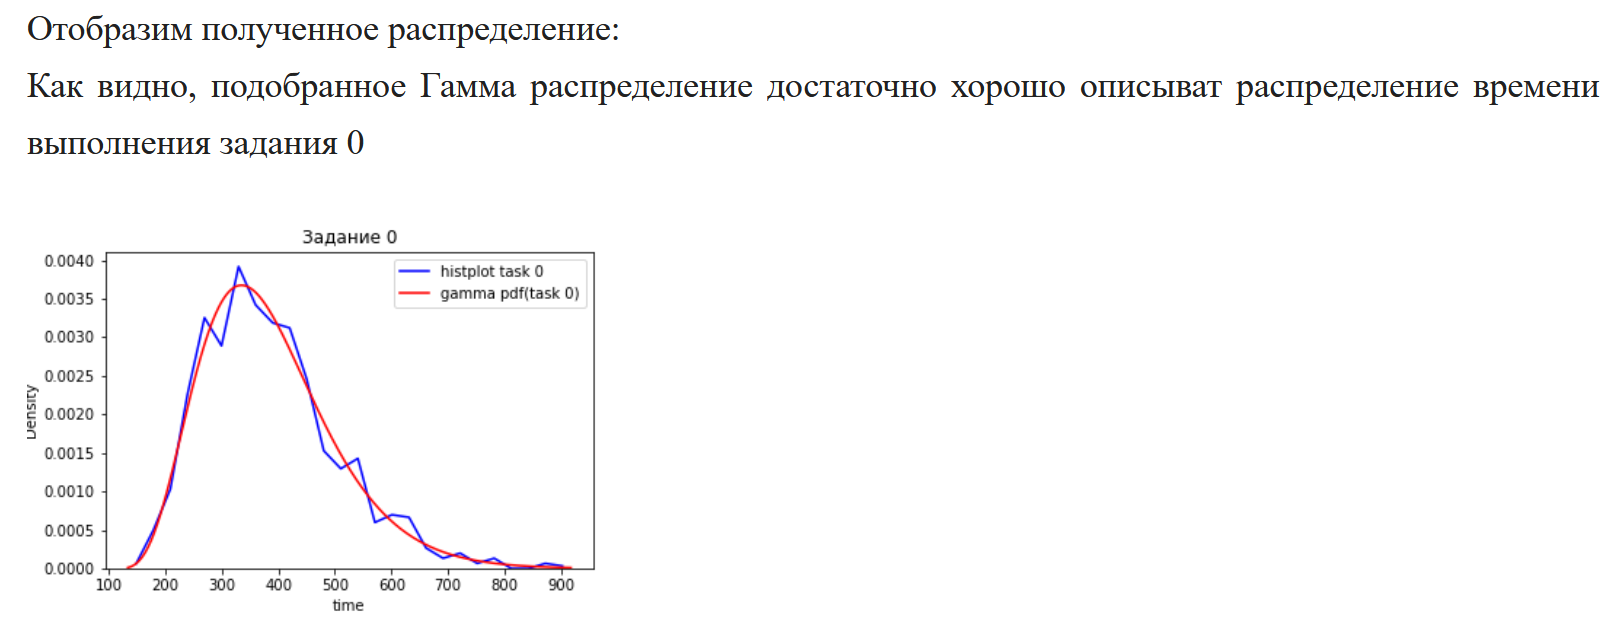 Отобразим полученное распределение:
Как видно, подобранное Гамма распределение достаточно хорошо описыват распределение времени
выполнения задания 0
Задание 0
histplot task 0
gamma pdf(task 0)
0.0040
0.0035
0.0030
0.0025
0.0020
0.0015
0.0010
0.0005
0.0000
Density
100 200 300 400 500 600 700 800 900
time